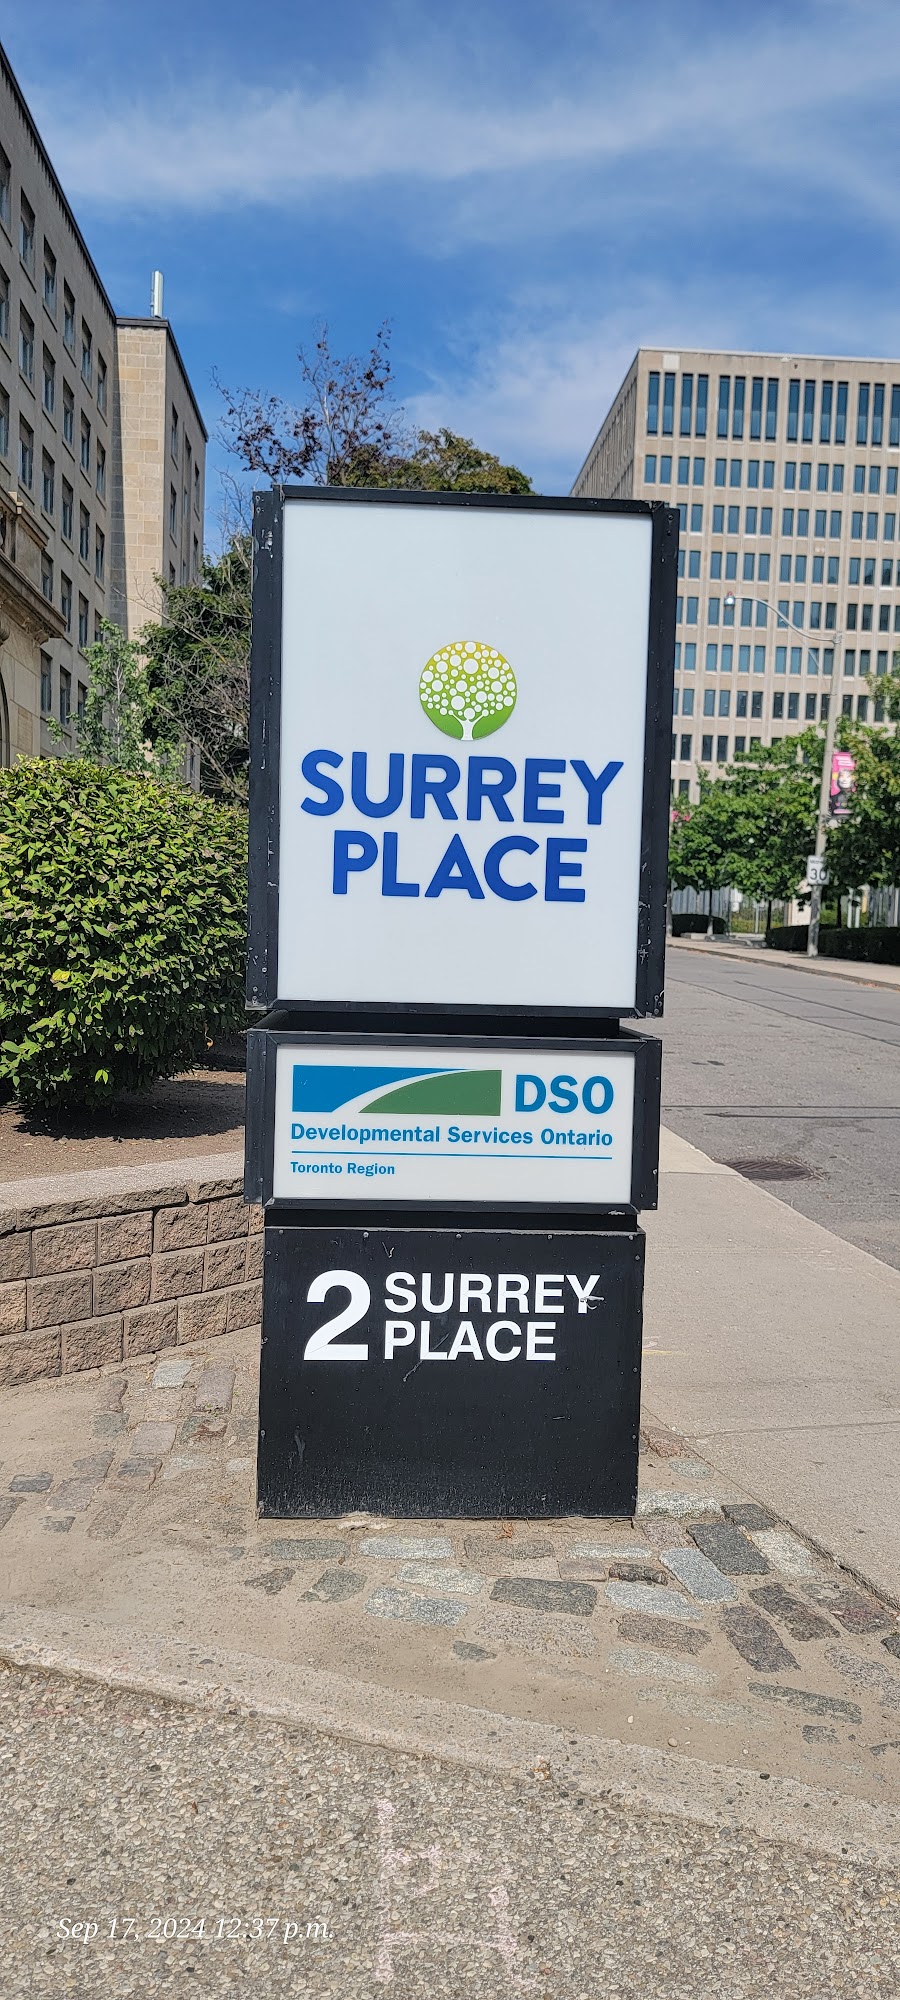 SURREY
PLACE
DSO
Developmental Services Ontario
Toronto Region
2 SURREY
PLACE
30
Sep 17, 2024 12:37 p.m.